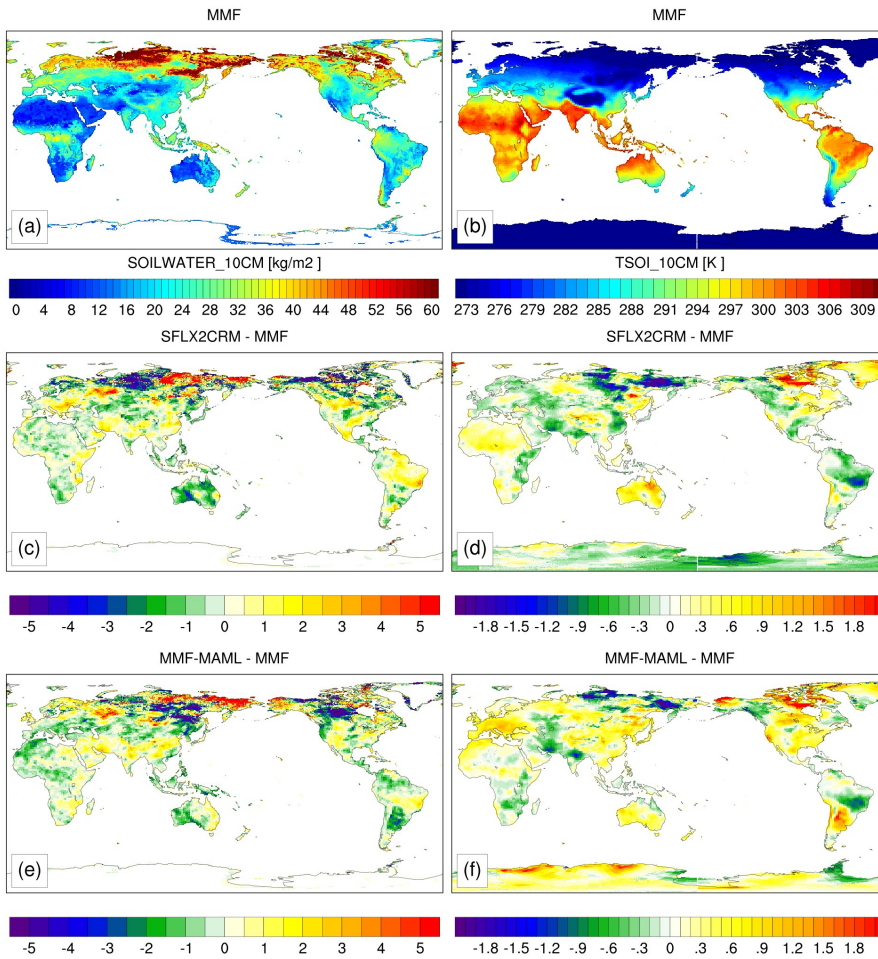 MMF
MMF
(a)
(b)
SOILWATER_10CM [kg/m2 ]
TSOI_10CM [K ]
0 4 8 12 16 20 24 28 32 36 40 44 48 52 56 60
273 276 279 282 285 288 291 294 297 300 303 306 309
SFLX2CRM - MMF
SFLX2CRM - MMF
(c)
(d)
-5 -4 -3 -2 -1 0 1 2 3 4 5
-1.8 -1.5 -1.2 -.9 -.6 -.3 0 .3 .6 .9 1.2 1.5 1.8
MMF-MAML - MMF
MMF-MAML - MMF
(e)
(f)
-5 -4 -3 -2 -1 0 1 2 3 4 5
-1.8 -1.5 -1.2 -.9 -.6 -.3 0 .3 .6 .9 1.2 1.5 1.8